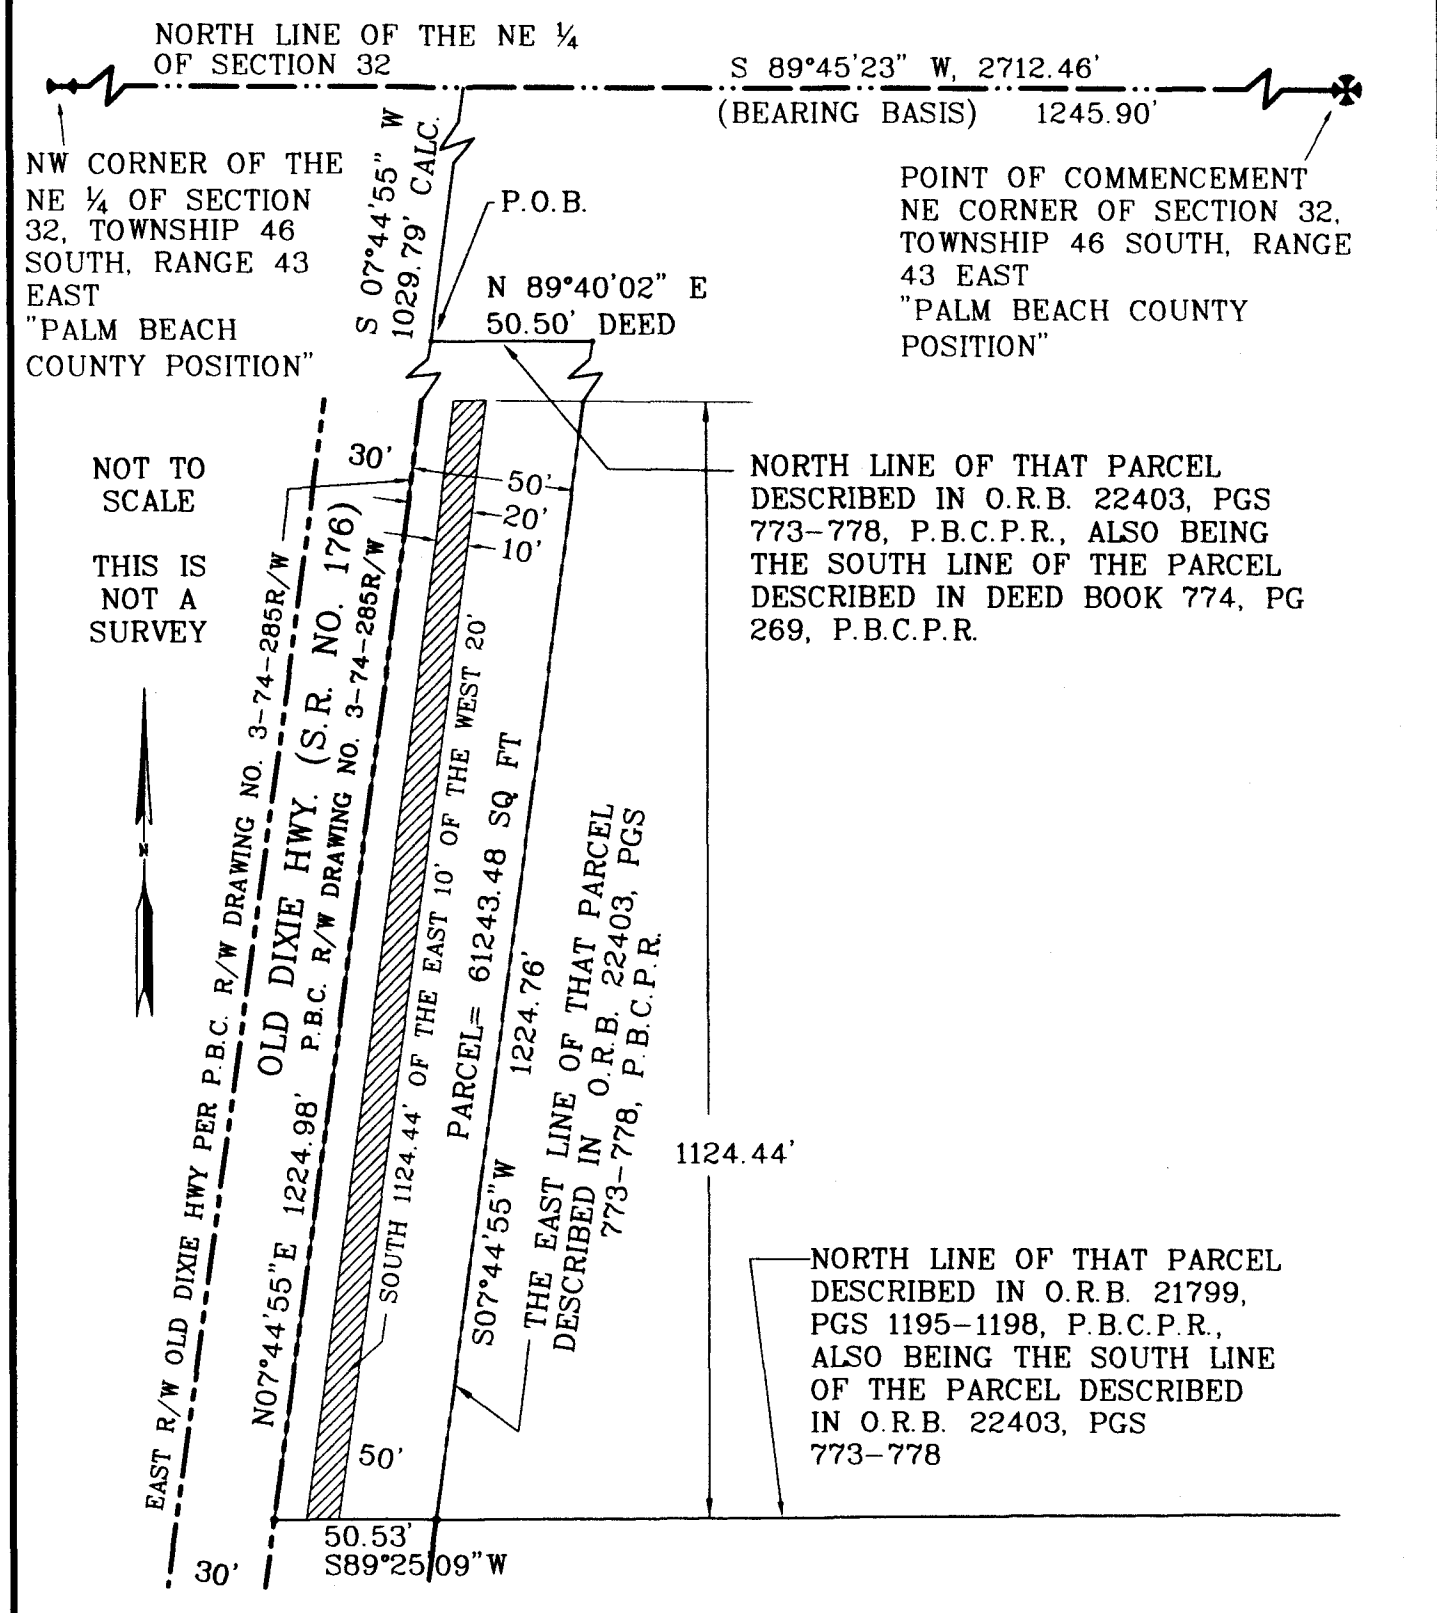 NORTH LINE OF THE NE ¼
OF SECTION 32
S 89°45'23" W, 2712.46'
(BEARING BASIS) 1245.90'
NW CORNER OF THE
NE ¼ OF SECTION
32, TOWNSHIP 46
SOUTH, RANGE 43
EAST
"PALM BEACH
COUNTY POSITION"
S 07°44'55" W
1029.79' CALC.
P.O.B.
N 89°40'02" E
50.50' DEED
POINT OF COMMENCEMENT
NE CORNER OF SECTION 32,
TOWNSHIP 46 SOUTH, RANGE
43 EAST
"PALM BEACH COUNTY
POSITION"
NOT TO
SCALE
THIS IS
NOT A
SURVEY
N
30'
50'
20'
10'
NORTH LINE OF THAT PARCEL
DESCRIBED IN O.R.B. 22403, PGS
773-778, P.B.C.P.R., ALSO BEING
THE SOUTH LINE OF THE PARCEL
DESCRIBED IN DEED BOOK 774, PG
269, P.B.C.P.R.
EAST R/W OLD DIXIE HWY PER P.B.C. R/W DRAWING NO. 3-74-285R/W
OLD DIXIE HWY. (S.R. NO. 176)
N07°44'55"E 1224.98' P.B.C. R/W DRAWING NO. 3-74-285R/W
SOUTH 1124.44' OF THE EAST 10' OF THE WEST 20'
PARCEL= 61243.48 SQ FT
S07°44'55"W 1224.76'
THE EAST LINE OF THAT PARCEL
DESCRIBED IN O.R.B. 22403, PGS
773-778, P.B.C.P.R.
1124.44'
NORTH LINE OF THAT PARCEL
DESCRIBED IN O.R.B. 21799,
PGS 1195-1198, P.B.C.P.R.,
ALSO BEING THE SOUTH LINE
OF THE PARCEL DESCRIBED
IN O.R.B. 22403, PGS
773-778
50'
50.53'
S89°25'09"W
30'